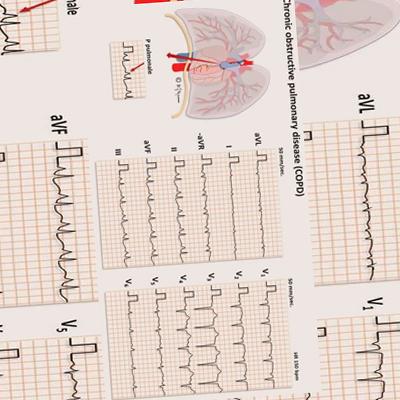 aVL
V₁
Chronic obstructive pulmonary disease (COPD)
50 mm/sec.
aVL
I
-aVR
II
aVF
III
50 mm/sec.
HR 150 bpm
V₁
V₂
V₃
V₄
V₅
V₆
©
P pulmonale
nale
aVF
V₅